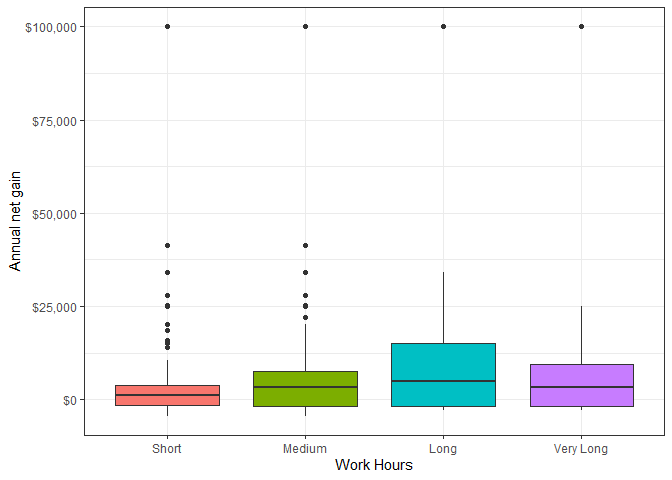 $100,000
$75,000
$50,000
$25,000
$0
Annual net gain
Short Medium Long Very Long
Work Hours